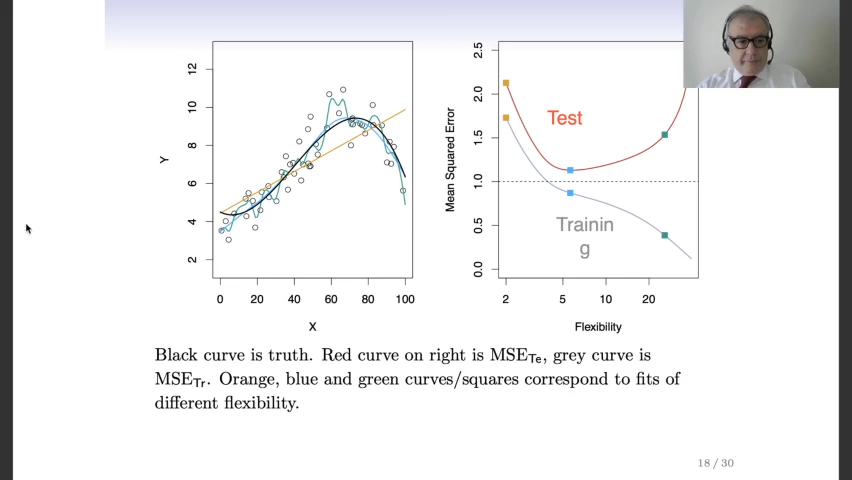 12
10
8
6
4
2
Y
0 20 40 60 80 100
X
2.5
2.0
1.5
1.0
0.5
0.0
Mean Squared Error
Test
Trainin
g
2 5 10 20
Flexibility
Black curve is truth. Red curve on right is MSETe, grey curve is
MSETr. Orange, blue and green curves/squares correspond to fits of
different flexibility.
18 / 30